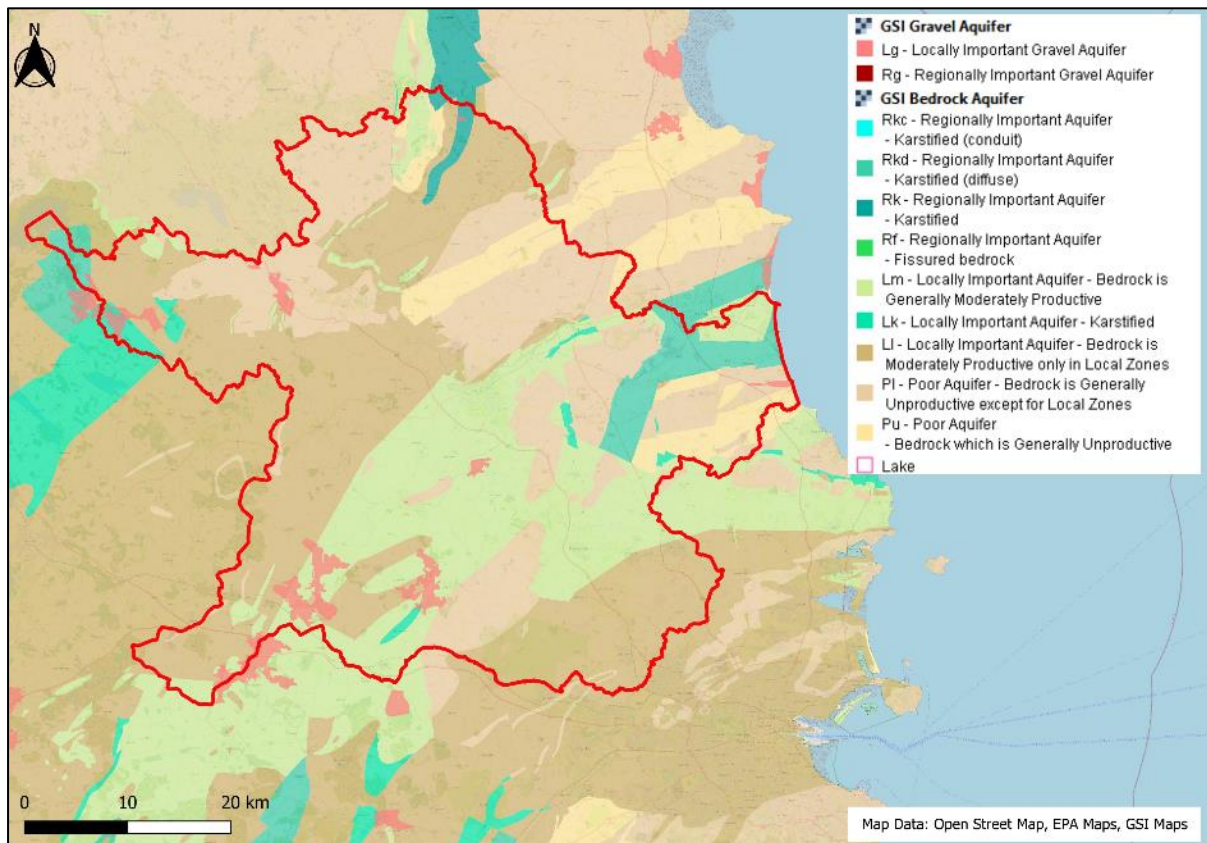 N
GSI Gravel Aquifer
Lg - Locally Important Gravel Aquifer
Rg - Regionally Important Gravel Aquifer
GSI Bedrock Aquifer
Rkc - Regionally Important Aquifer
- Karstified (conduit)
Rkd - Regionally Important Aquifer
- Karstified (diffuse)
Rk - Regionally Important Aquifer
- Karstified
Rf - Regionally Important Aquifer
- Fissured bedrock
Lm - Locally Important Aquifer - Bedrock is
Generally Moderately Productive
Lk - Locally Important Aquifer - Karstified
Ll - Locally Important Aquifer - Bedrock is
Moderately Productive only in Local Zones
Pl - Poor Aquifer - Bedrock is Generally
Unproductive except for Local Zones
Pu - Poor Aquifer
- Bedrock which is Generally Unproductive
Lake
0 10 20 km
Map Data: Open Street Map, EPA Maps, GSI Maps